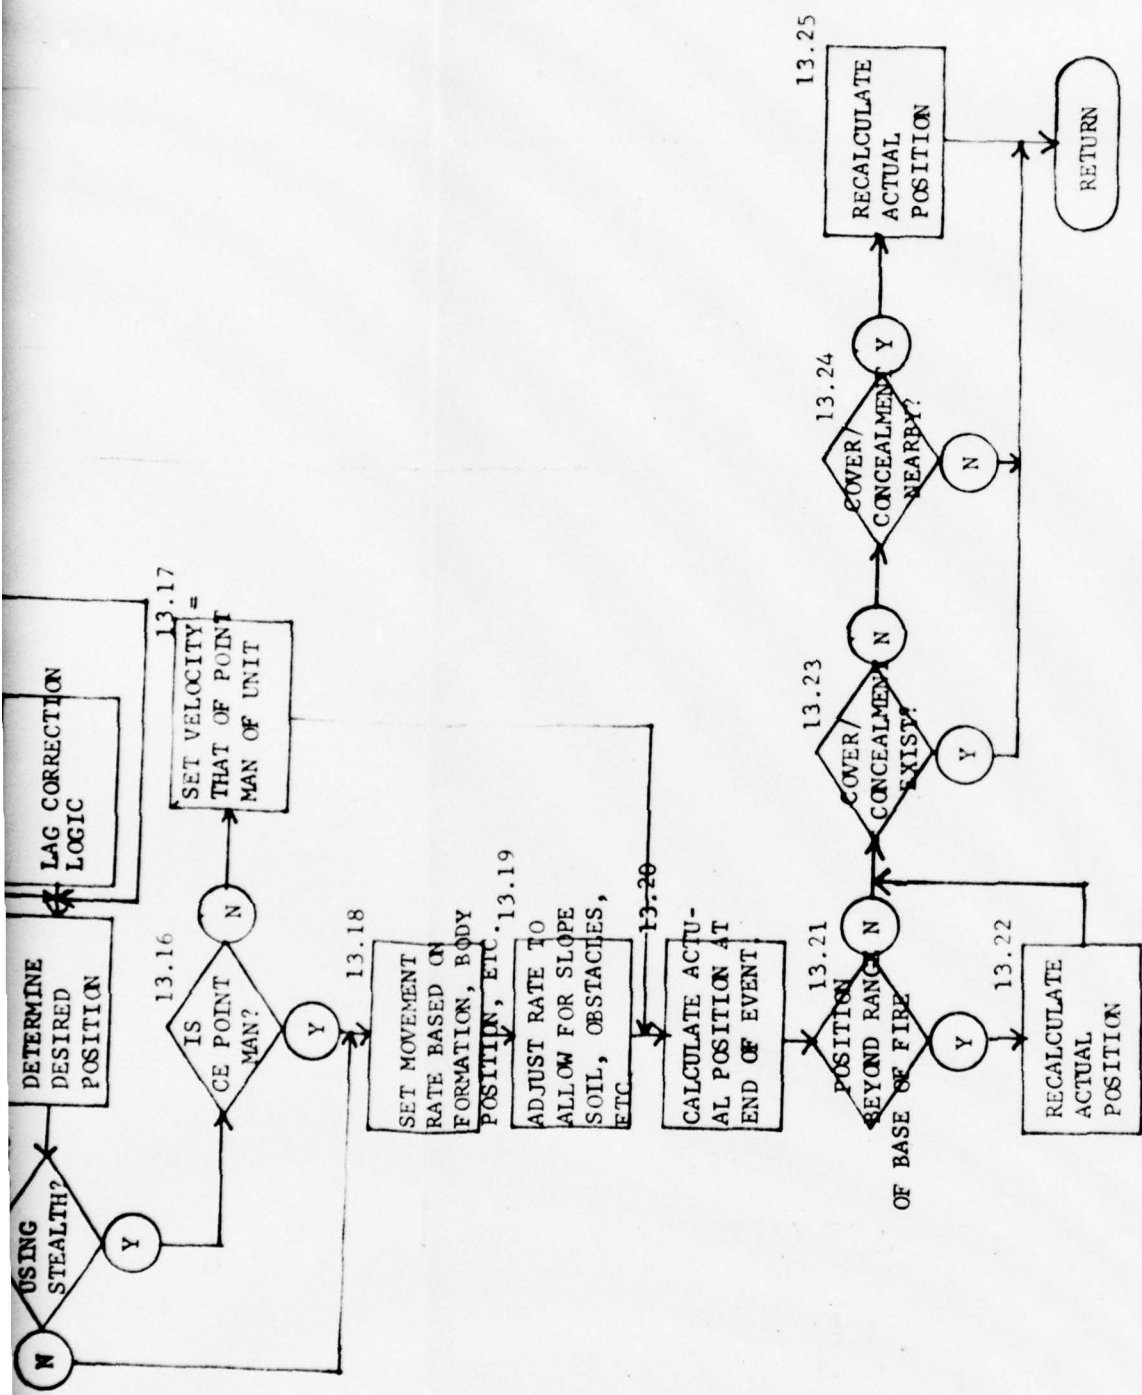 LAG CORRECTION
LOGIC
DETERMINE
DESIRED
POSITION
USING
STEALTH?
N
Y
13.16
IS
CE POINT
MAN?
N
Y
13.17
SET VELOCITY =
THAT OF POINT
MAN OF UNIT
13.18
SET MOVEMENT
RATE BASED ON
FORMATION, BODY
POSITION, ETC.
13.19
ADJUST RATE TO
ALLOW FOR SLOPE
SOIL, OBSTACLES,
ETC.
13.20
CALCULATE ACTU-
AL POSITION AT
END OF EVENT.
13.21
POSITION
BEYOND RANGE
OF BASE OF FIRE
N
Y
13.22
RECALCULATE
ACTUAL
POSITION
13.23
COVER/
CONCEALMENT
EXIST?
N
Y
13.24
COVER/
CONCEALMENT
NEARBY?
Y
N
13.25
RECALCULATE
ACTUAL
POSITION
RETURN